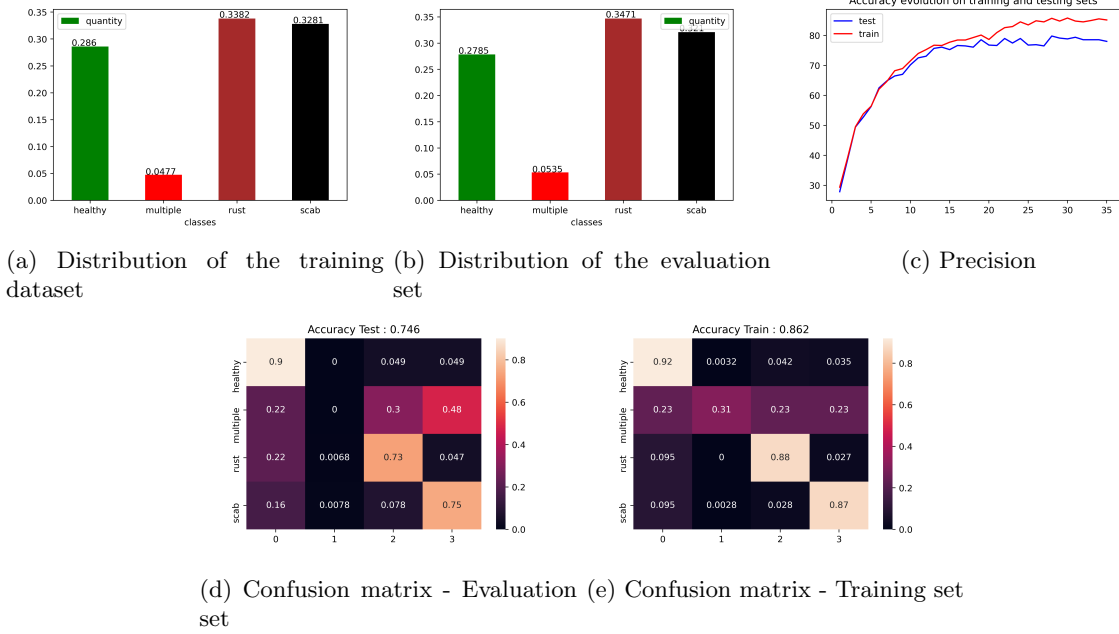 Accuracy evolution on training and testing sets
0.35
0.30
0.25
0.20
0.15
0.10
0.05
0.00
quantity
0.286
0.0477
0.3382
0.3281
healthy multiple rust scab
classes
0.35
0.30
0.25
0.20
0.15
0.10
0.05
0.00
quantity
0.2785
0.0535
0.3471
0.321
healthy multiple rust scab
classes
test
train
80
70
60
50
40
30
0 5 10 15 20 25 30 35
(a) Distribution of the training
dataset
(b) Distribution of the evaluation
set
(c) Precision
Accuracy Test : 0.746
healthy
multiple
rust
scab
0.9 0 0.049 0.049
0.22 0 0.3 0.48
0.22 0.0068 0.73 0.047
0.16 0.0078 0.078 0.75
0 1 2 3
0.8
0.6
0.4
0.2
0.0
Accuracy Train : 0.862
healthy
multiple
rust
scab
0.92 0.0032 0.042 0.035
0.23 0.31 0.23 0.23
0.095 0 0.88 0.027
0.095 0.0028 0.028 0.87
0 1 2 3
0.8
0.6
0.4
0.2
0.0
(d) Confusion matrix - Evaluation
set
(e) Confusion matrix - Training set